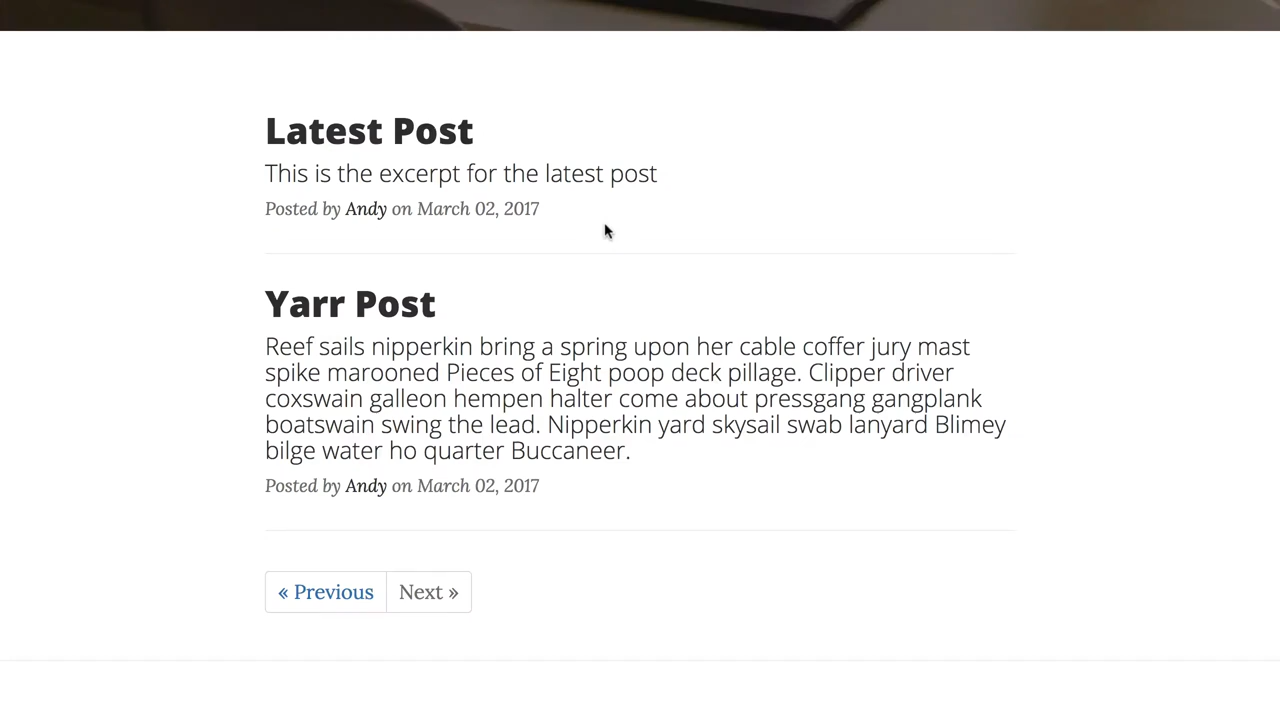 Latest Post
This is the excerpt for the latest post
Posted by Andy on March 02, 2017
Yarr Post
Reef sails nipperkin bring a spring upon her cable coffer jury mast
spike marooned Pieces of Eight poop deck pillage. Clipper driver
coxswain galleon hempen halter come about pressgang gangplank
boatswain swing the lead. Nipperkin yard skysail swab lanyard Blimey
bilge water ho quarter Buccaneer.
Posted by Andy on March 02, 2017
« Previous Next »